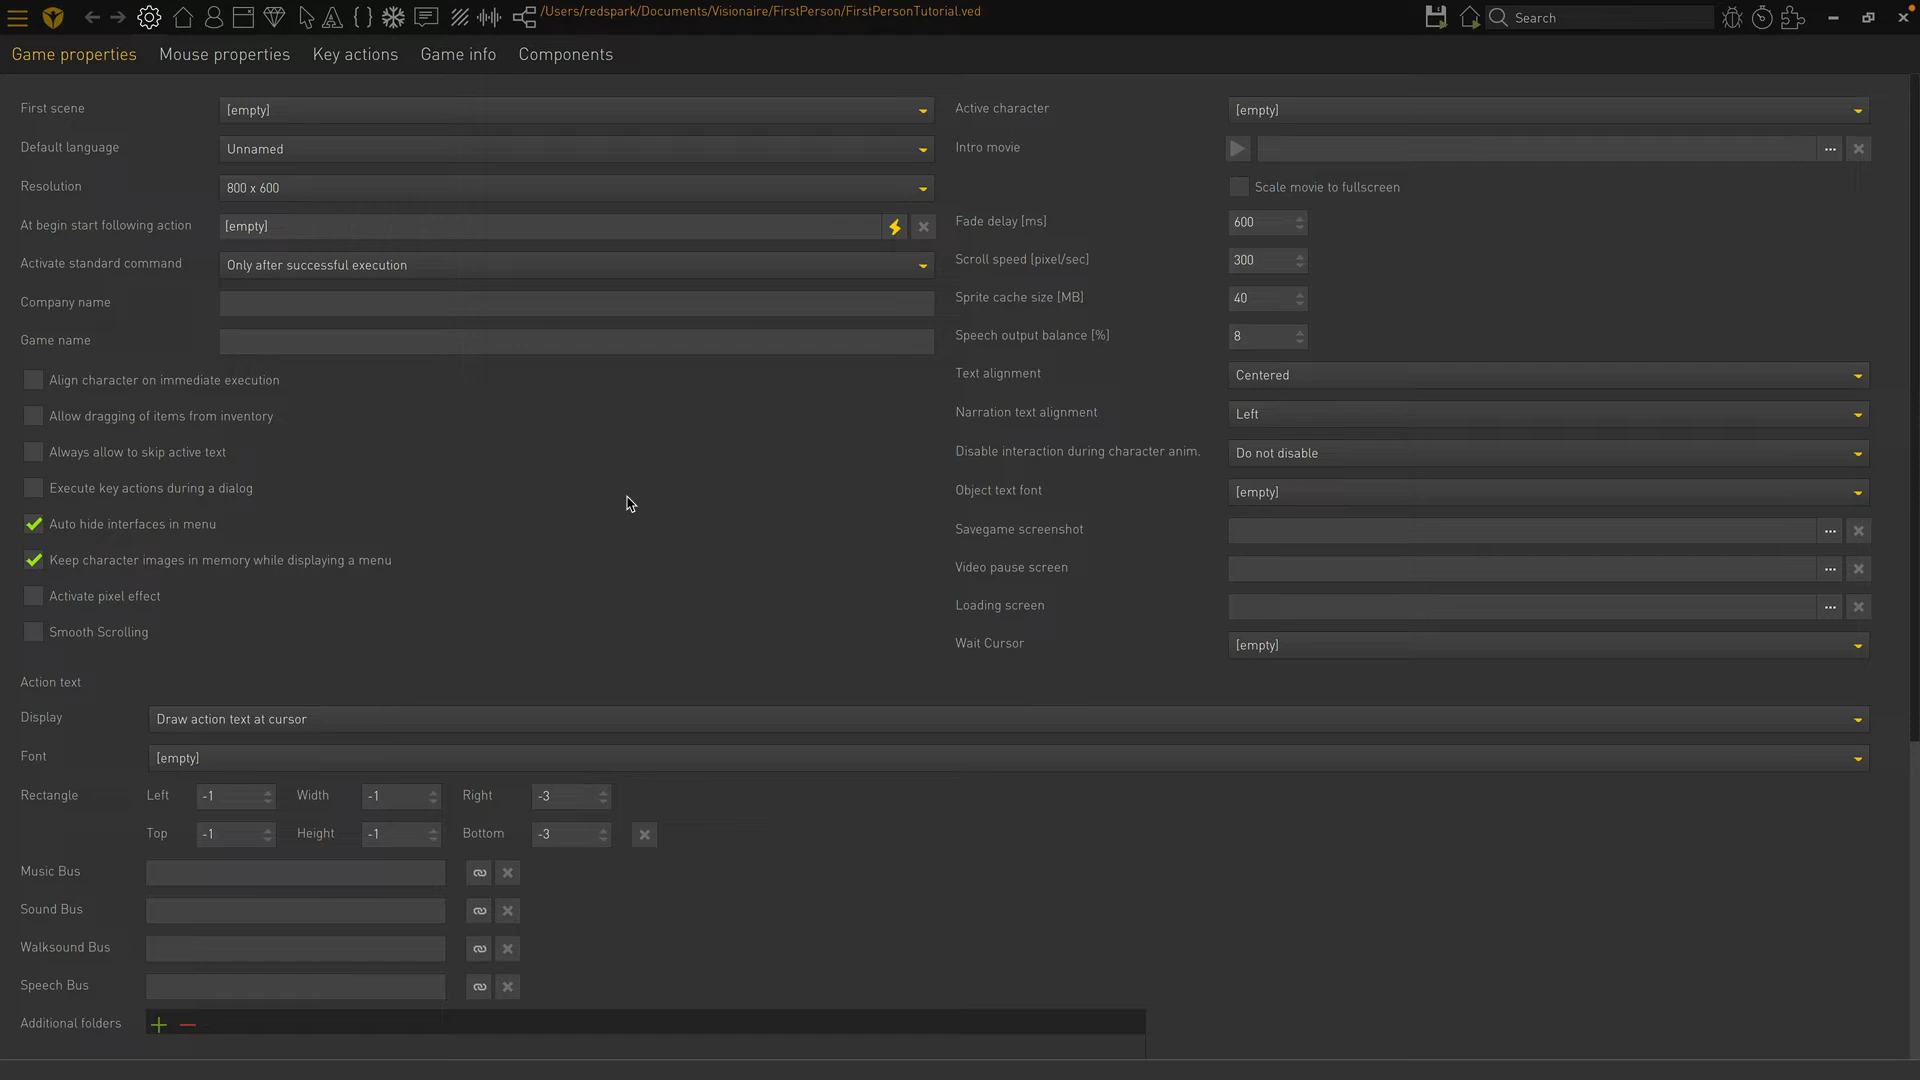 /Users/redspark/Documents/Visionaire/FirstPerson/FirstPersonTutorial.ved
Search
Game properties
Mouse properties
Key actions
Game info
Components
First scene
[empty]
Default language
Unnamed
Resolution
800 x 600
At begin start following action
[empty]
Activate standard command
Only after successful execution
Company name
Game name
Align character on immediate execution
Allow dragging of items from inventory
Always allow to skip active text
Execute key actions during a dialog
Auto hide interfaces in menu
Keep character images in memory while displaying a menu
Activate pixel effect
Smooth Scrolling
Active character
[empty]
Intro movie
...
Scale movie to fullscreen
Fade delay [ms]
600
Scroll speed [pixel/sec]
300
Sprite cache size [MB]
40
Speech output balance [%]
8
Text alignment
Centered
Narration text alignment
Left
Disable interaction during character anim.
Do not disable
Object text font
[empty]
Savegame screenshot
...
Video pause screen
...
Loading screen
...
Wait Cursor
[empty]
Action text
Display
Draw action text at cursor
Font
[empty]
Rectangle
Left -1 Width -1 Right -3
Top -1 Height -1 Bottom -3
Music Bus
Sound Bus
Walksound Bus
Speech Bus
Additional folders